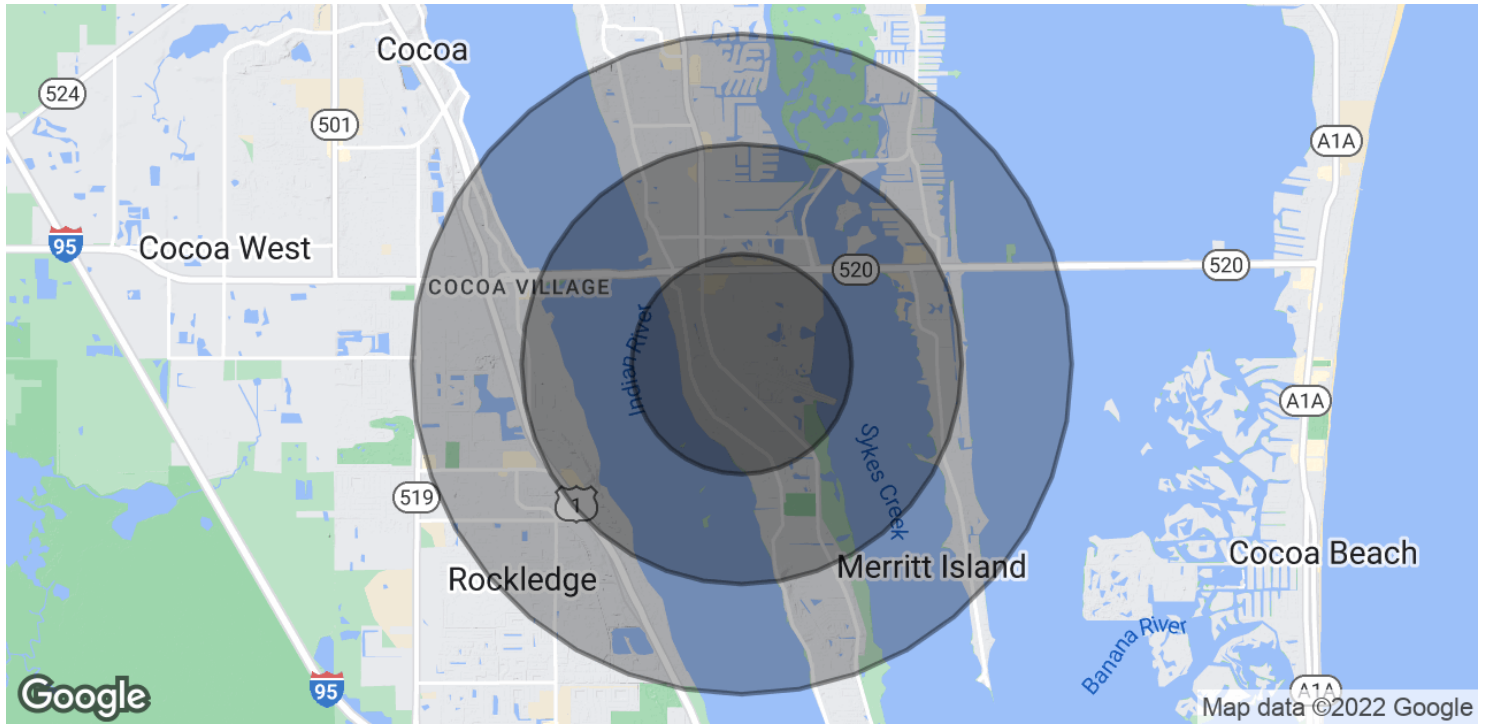 Cocoa
524
501
A1A
95
Cocoa West
520
520
COCOA VILLAGE
Indian River
A1A
Sykes Creek
519
1
Cocoa Beach
Merritt Island
Rockledge
Banana River
95
A1A
Google
Map data ©2022 Google